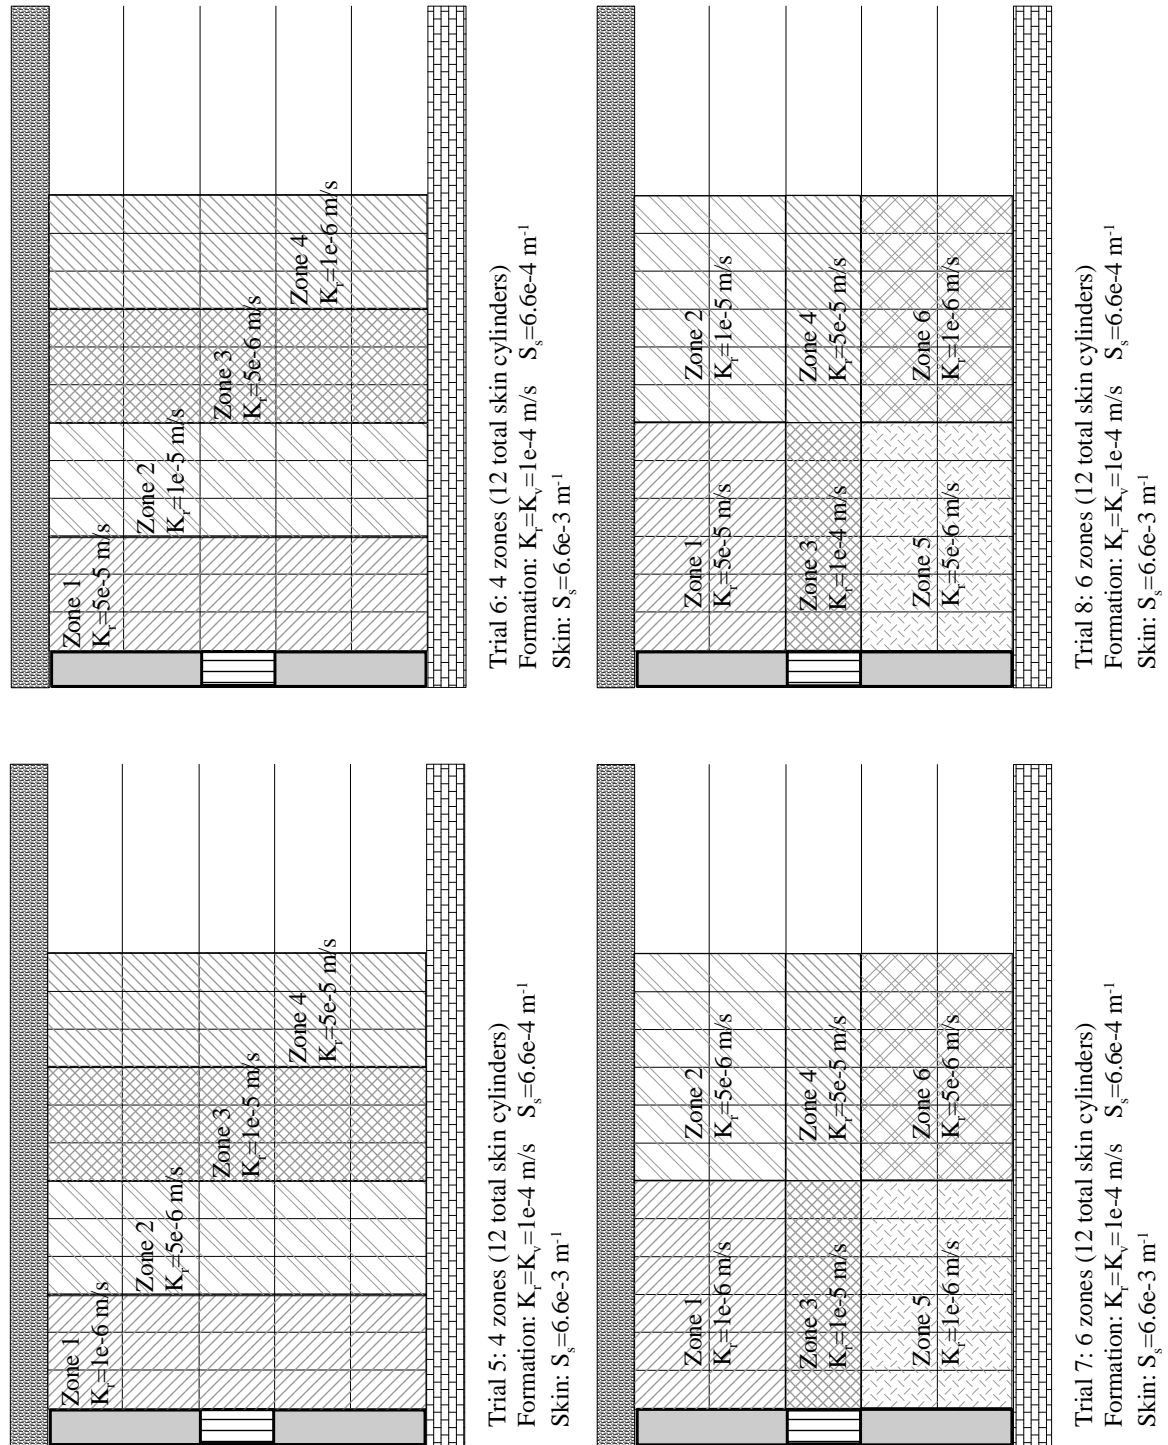 Zone 1
Kr=1e-6 m/s
Zone 2
Kr=5e-6 m/s
Zone 3
Kr=1e-5 m/s
Zone 4
Kr=5e-5 m/s
Trial 5: 4 zones (12 total skin cylinders)
Formation: Kr=Kv=1e-4 m/s Ss=6.6e-4 m-1
Skin: Ss=6.6e-3 m-1
Zone 1
Kr=5e-5 m/s
Zone 2
Kr=1e-5 m/s
Zone 3
Kr=5e-6 m/s
Zone 4
Kr=1e-6 m/s
Trial 6: 4 zones (12 total skin cylinders)
Formation: Kr=Kv=1e-4 m/s Ss=6.6e-4 m-1
Skin: Ss=6.6e-3 m-1
Zone 1
Kr=1e-6 m/s
Zone 2
Kr=5e-6 m/s
Zone 3
Kr=1e-5 m/s
Zone 4
Kr=5e-5 m/s
Zone 5
Kr=1e-6 m/s
Zone 6
Kr=5e-6 m/s
Trial 7: 6 zones (12 total skin cylinders)
Formation: Kr=Kv=1e-4 m/s Ss=6.6e-4 m-1
Skin: Ss=6.6e-3 m-1
Zone 1
Kr=5e-5 m/s
Zone 2
Kr=1e-5 m/s
Zone 3
Kr=1e-4 m/s
Zone 4
Kr=5e-5 m/s
Zone 5
Kr=5e-6 m/s
Zone 6
Kr=1e-6 m/s
Trial 8: 6 zones (12 total skin cylinders)
Formation: Kr=Kv=1e-4 m/s Ss=6.6e-4 m-1
Skin: Ss=6.6e-3 m-1